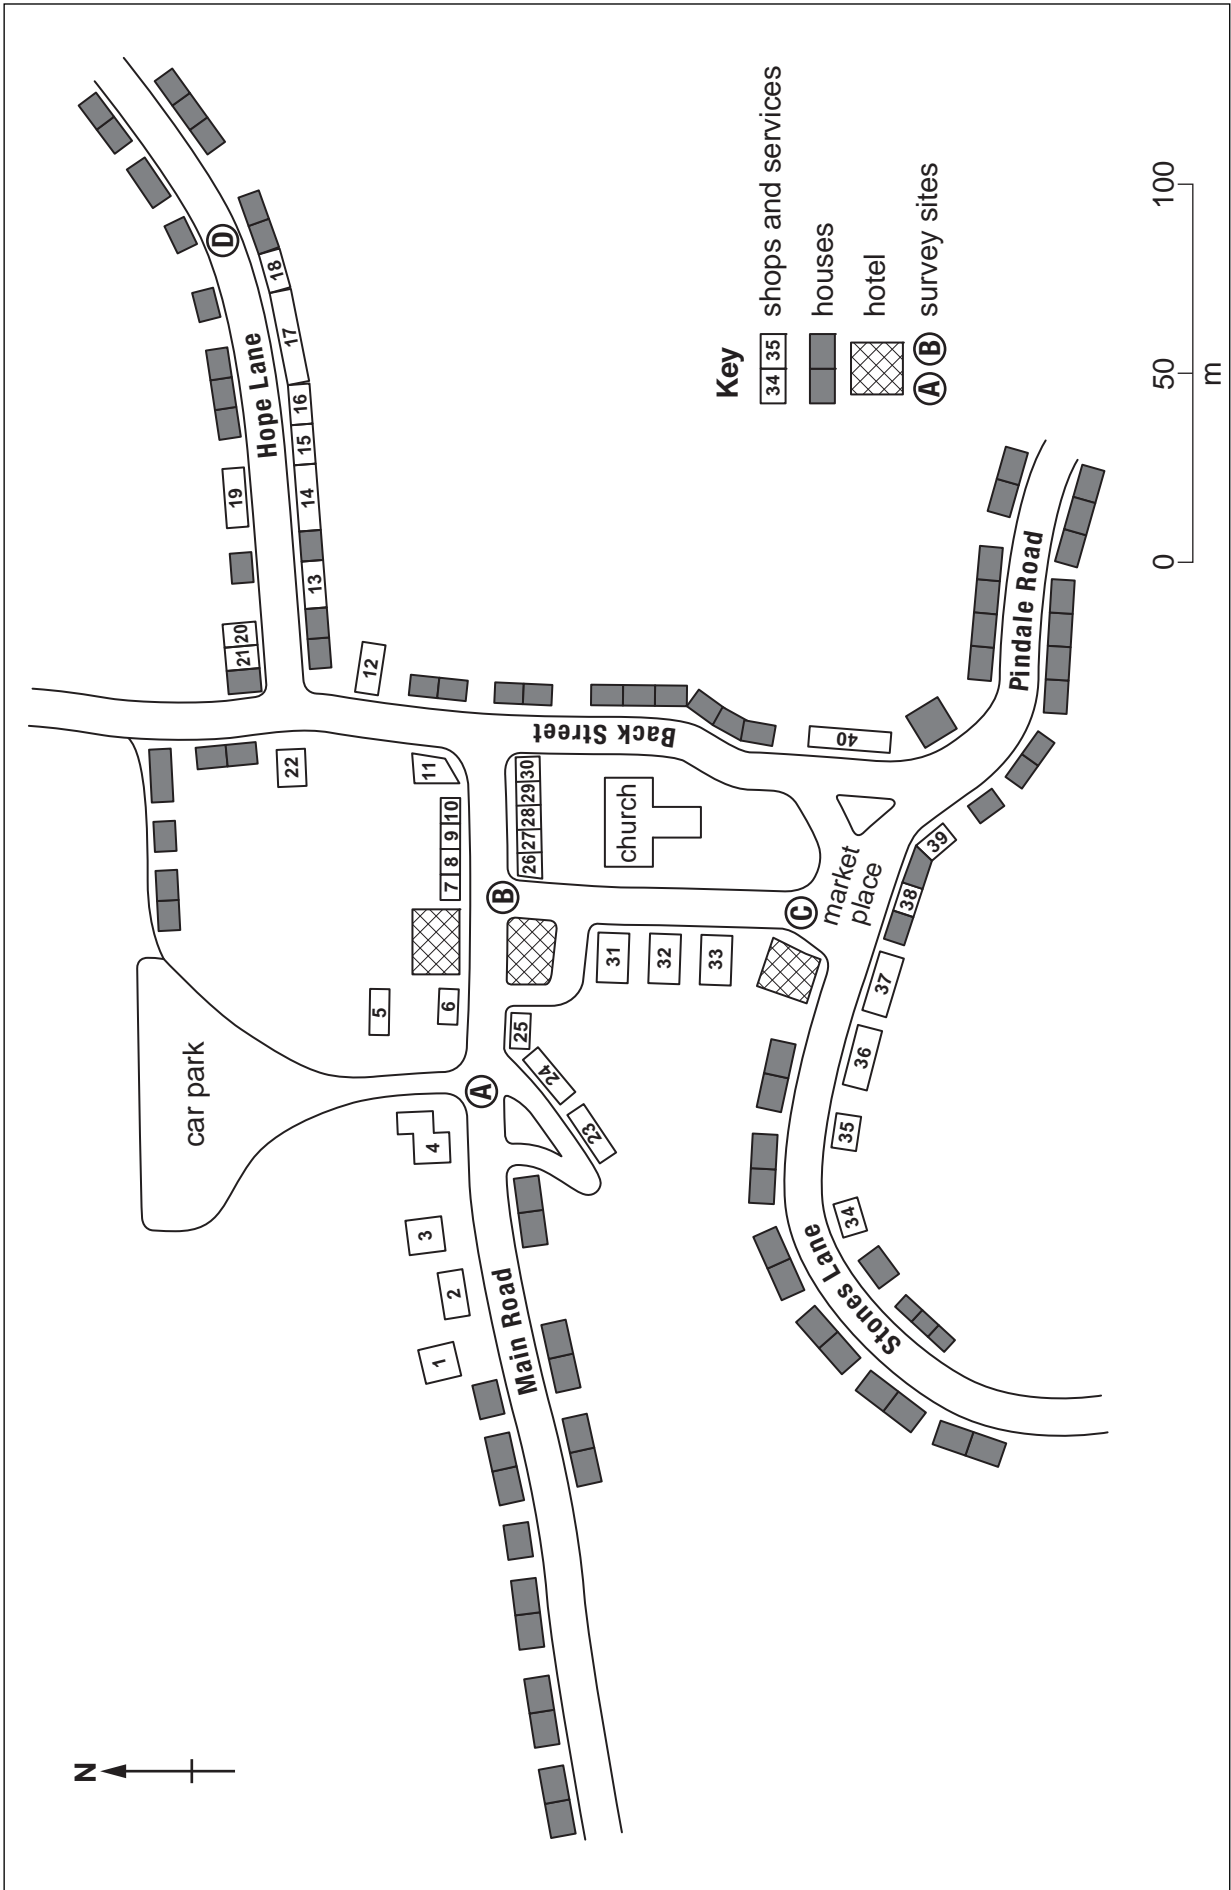 N
car park
Hope Lane
Main Road
Back Street
church
market
place
Stones Lane
Pindale Road
A
B
C
D
1
2
3
4
5
6
7
8
9
10
11
12
13
14
15
16
17
18
19
20
21
22
23
24
25
26
27
28
29
30
31
32
33
34
35
36
37
38
39
40
Key
34 35 shops and services
houses
hotel
A B survey sites
0 50 100
m